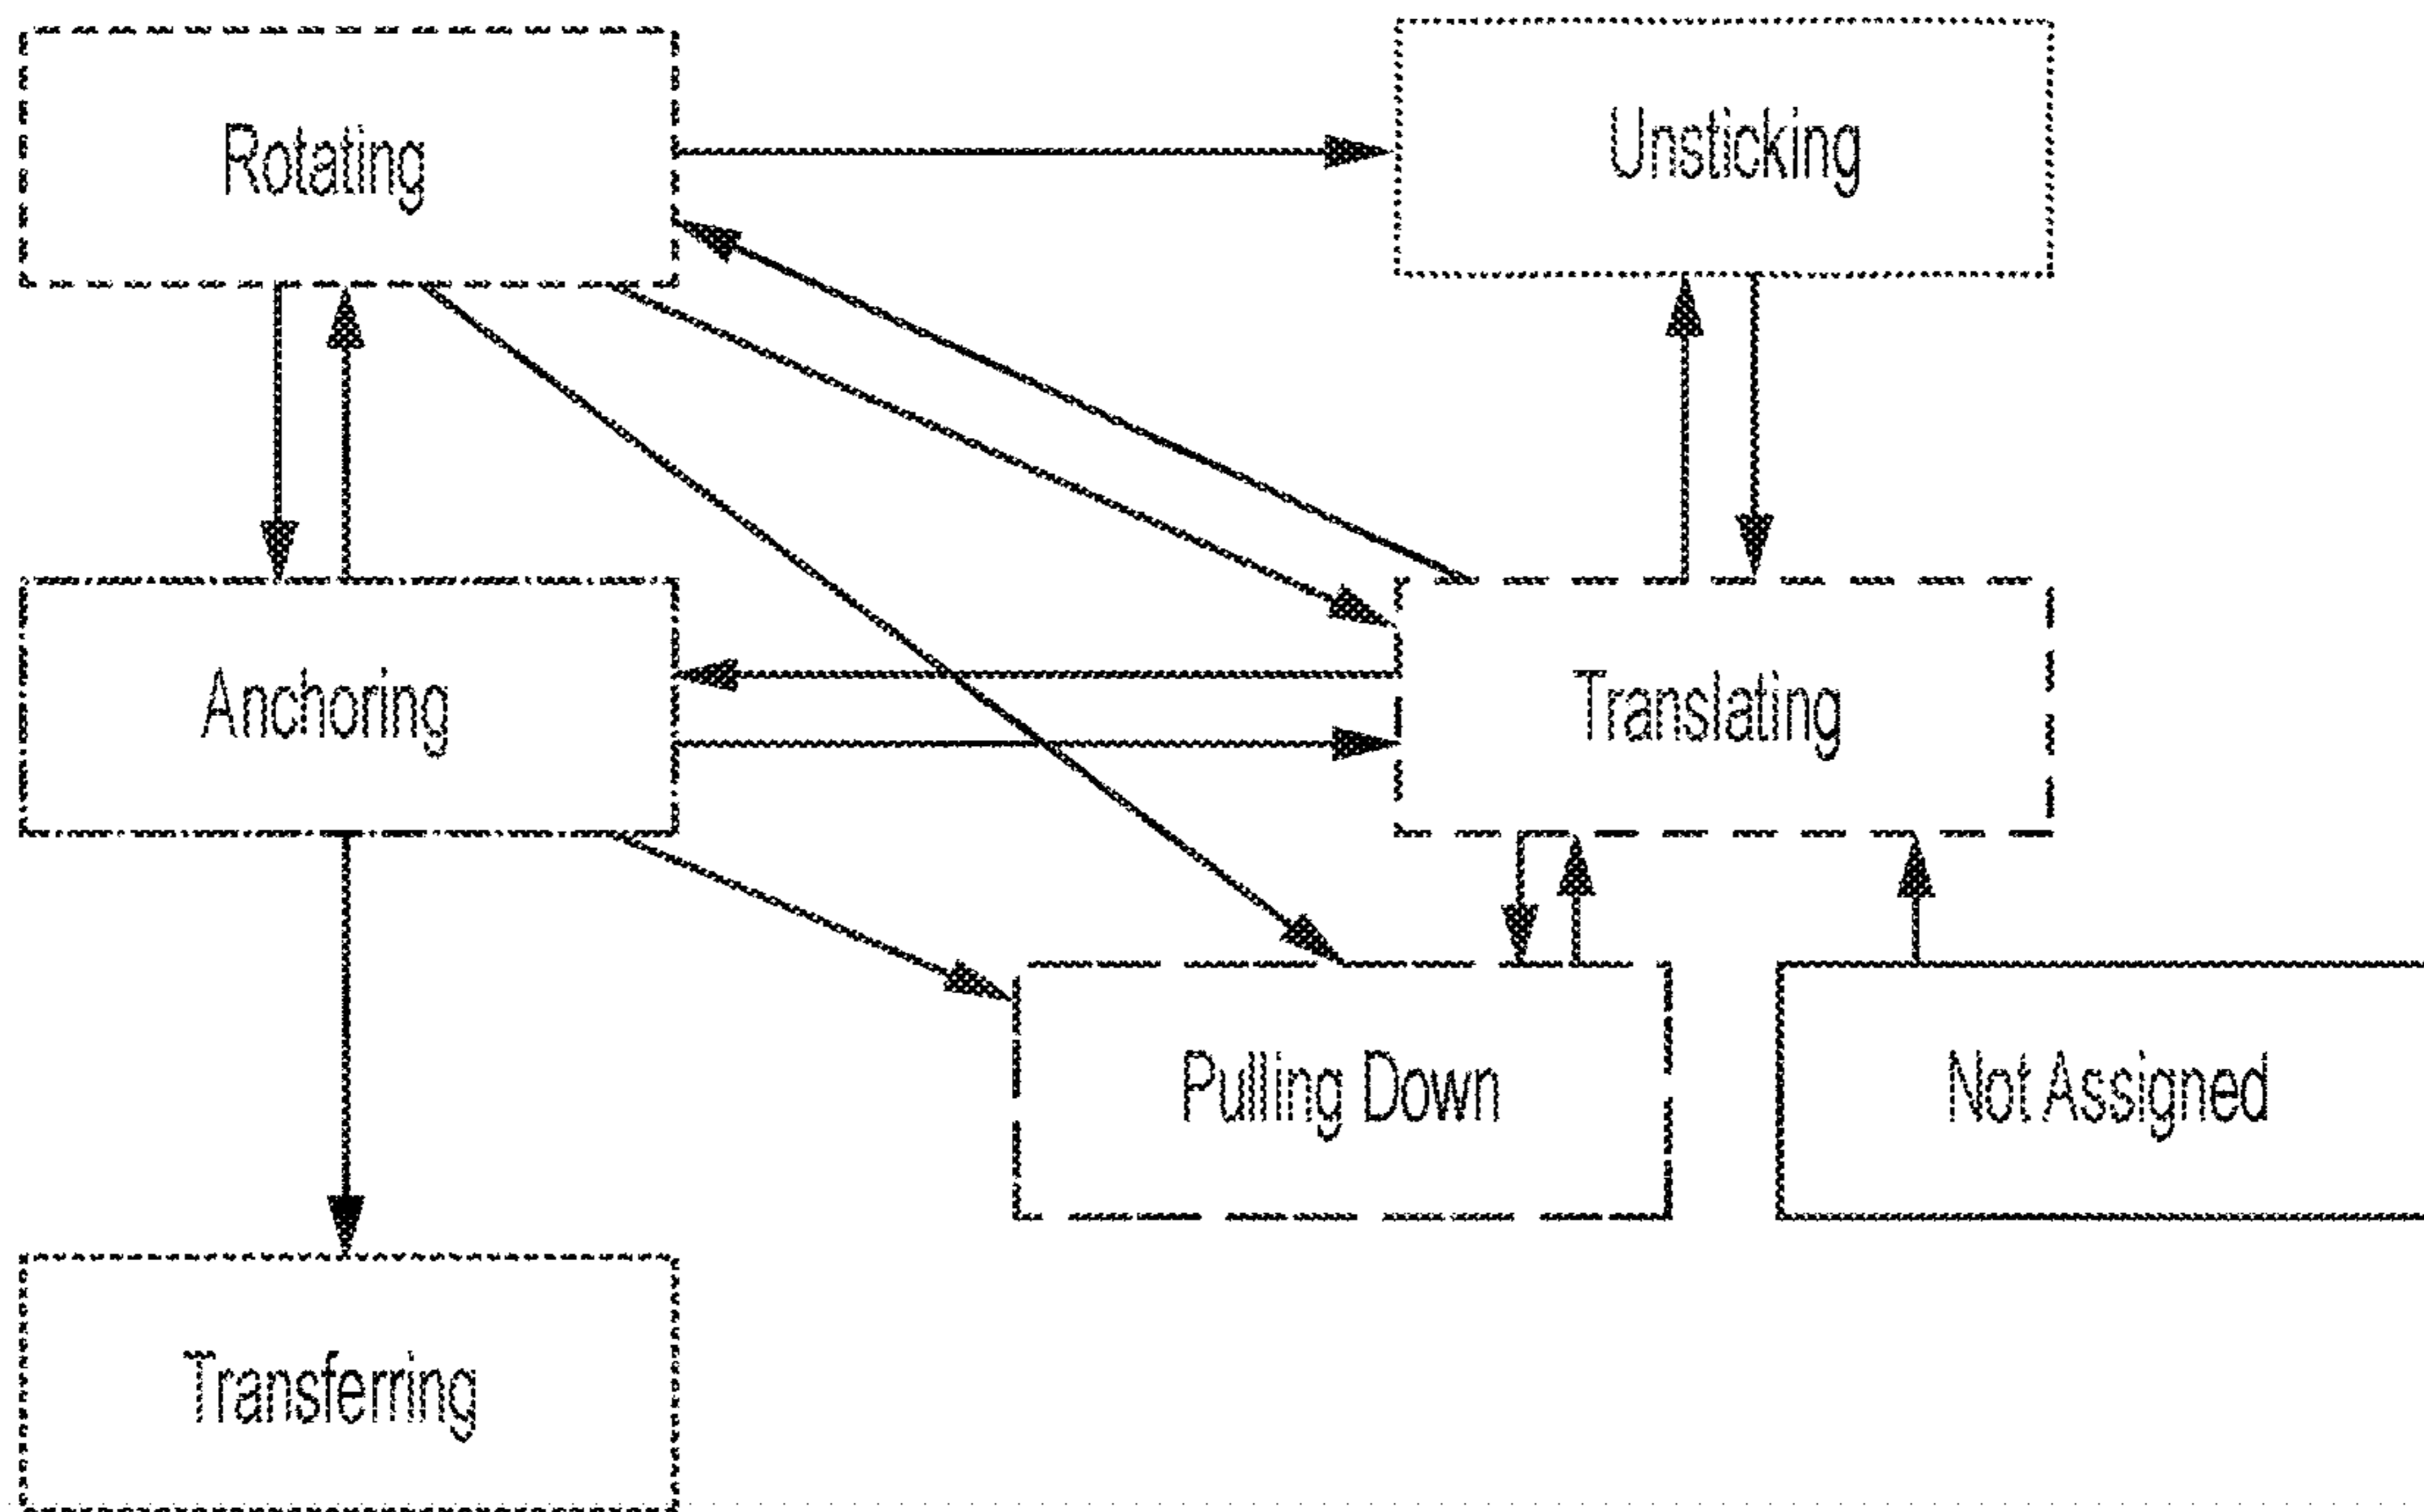 Rotating
Unsticking
Anchoring
Translating
Pulling Down
Not Assigned
Transferring